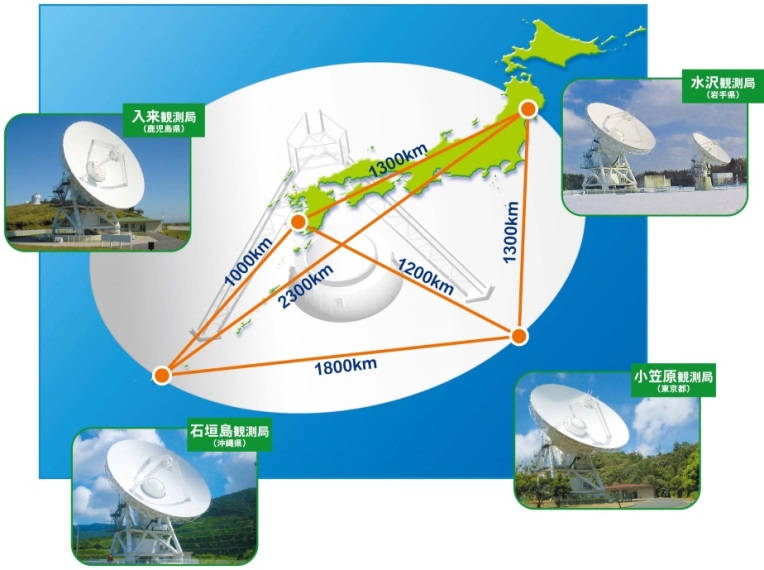 水沢観測局
(岩手県)
入来観測局
(鹿児島県)
1300km
1300km
1000km
2300km
1200km
1800km
小笠原観測局
(東京都)
石垣島観測局
(沖縄県)